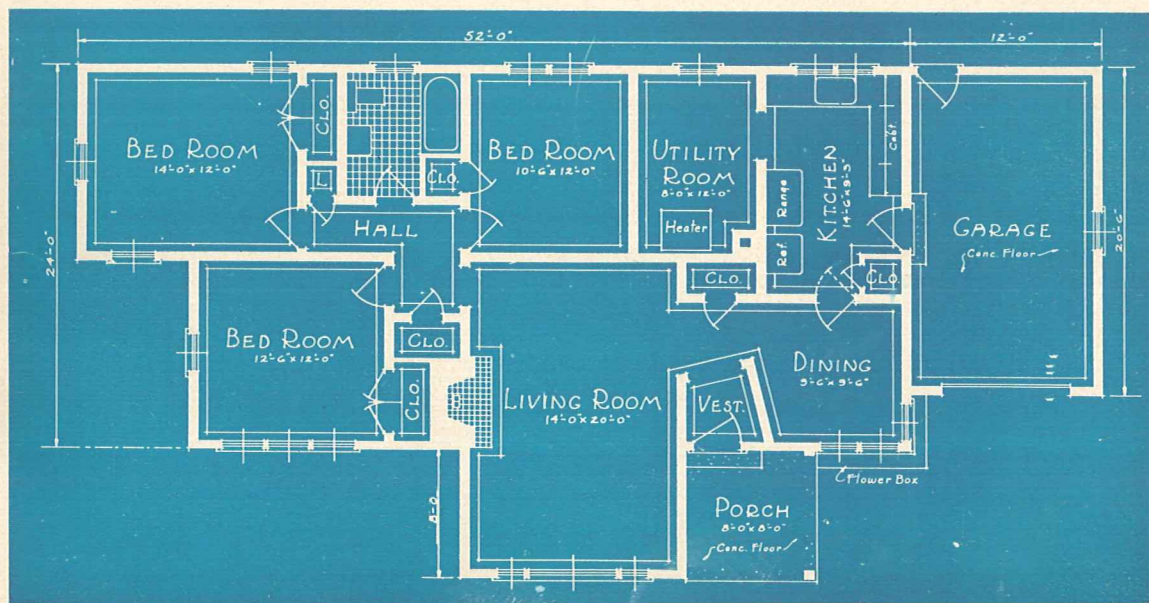 52'-0"
12'-0"
24'-0"
20'-6"
BED ROOM
14'-0" x 12'-0"
CLO.
L
CLO.
BED ROOM
10'-6" x 12'-0"
UTILITY
ROOM
8'-0" x 12'-0"
Heater
Range
Ref.
KITCHEN
14'-6" x 9'-3"
Cabt.
CLO.
GARAGE
Conc. Floor
HALL
CLO.
BED ROOM
12'-6" x 12'-0"
CLO.
CLO.
LIVING ROOM
14'-0" x 20'-0"
VEST.
DINING
9'-6" x 9'-6"
Flower Box
8'-0
PORCH
8'-0" x 8'-0"
Conc. Floor